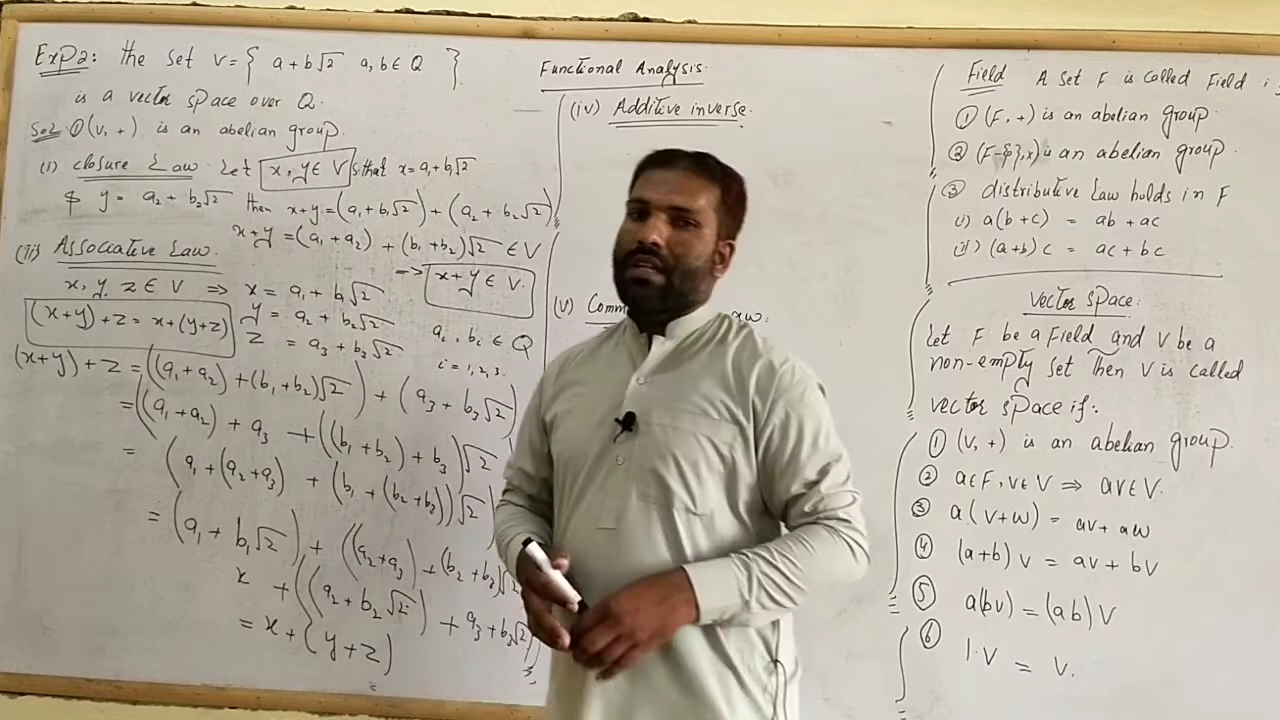 Exp2: The set V = { a + b√2 a, b ∈ Q }
is a vector space over Q.
Sol: ① (V, +) is an abelian group.
(i) closure Law. Let x, y ∈ V s.that x = a₁ + b₁√2
& y = a₂ + b₂√2 then x+y = (a₁ + b₁√2) + (a₂ + b₂√2)
x+y = (a₁ + a₂) + (b₁ + b₂)√2 ∈ V
=> x+y ∈ V.
(ii) Associative Law.
x, y, z ∈ V => x = a₁ + b₁√2
y = a₂ + b₂√2
z = a₃ + b₃√2
aᵢ, bᵢ ∈ Q
i = 1, 2, 3.
(x+y)+z = x+(y+z)
(x+y)+z = ((a₁+a₂) + (b₁+b₂)√2) + (a₃ + b₃√2)
= ((a₁ + a₂) + a₃ + ((b₁ + b₂) + b₃)√2
= (a₁ + (a₂+a₃) + (b₁ + (b₂+b₃))√2
= (a₁ + b₁√2) + ((a₂+a₃) + (b₂+b₃)√2
x + ((a₂ + b₂√2) + a₃ + b₃√2)
= x + (y+z)
Functional Analysis.
(iv) Additive inverse.
(v) Comm
aw.
Field A set F is called Field i
① (F, +) is an abelian group.
② (F-{0}, x) is an abelian group.
③ distributive Law holds in F
i) a(b+c) = ab + ac
ii) (a+b)c = ac + bc
Vector Space:
Let F be a Field and V be a
non-empty set Then V is called
vector space if:
① (V, +) is an abelian group.
② a∈F, v∈V => av∈V.
③ a(v+w) = av + aw
④ (a+b)v = av + bv
⑤ a(bv) = (ab)v
⑥ 1.v = v.